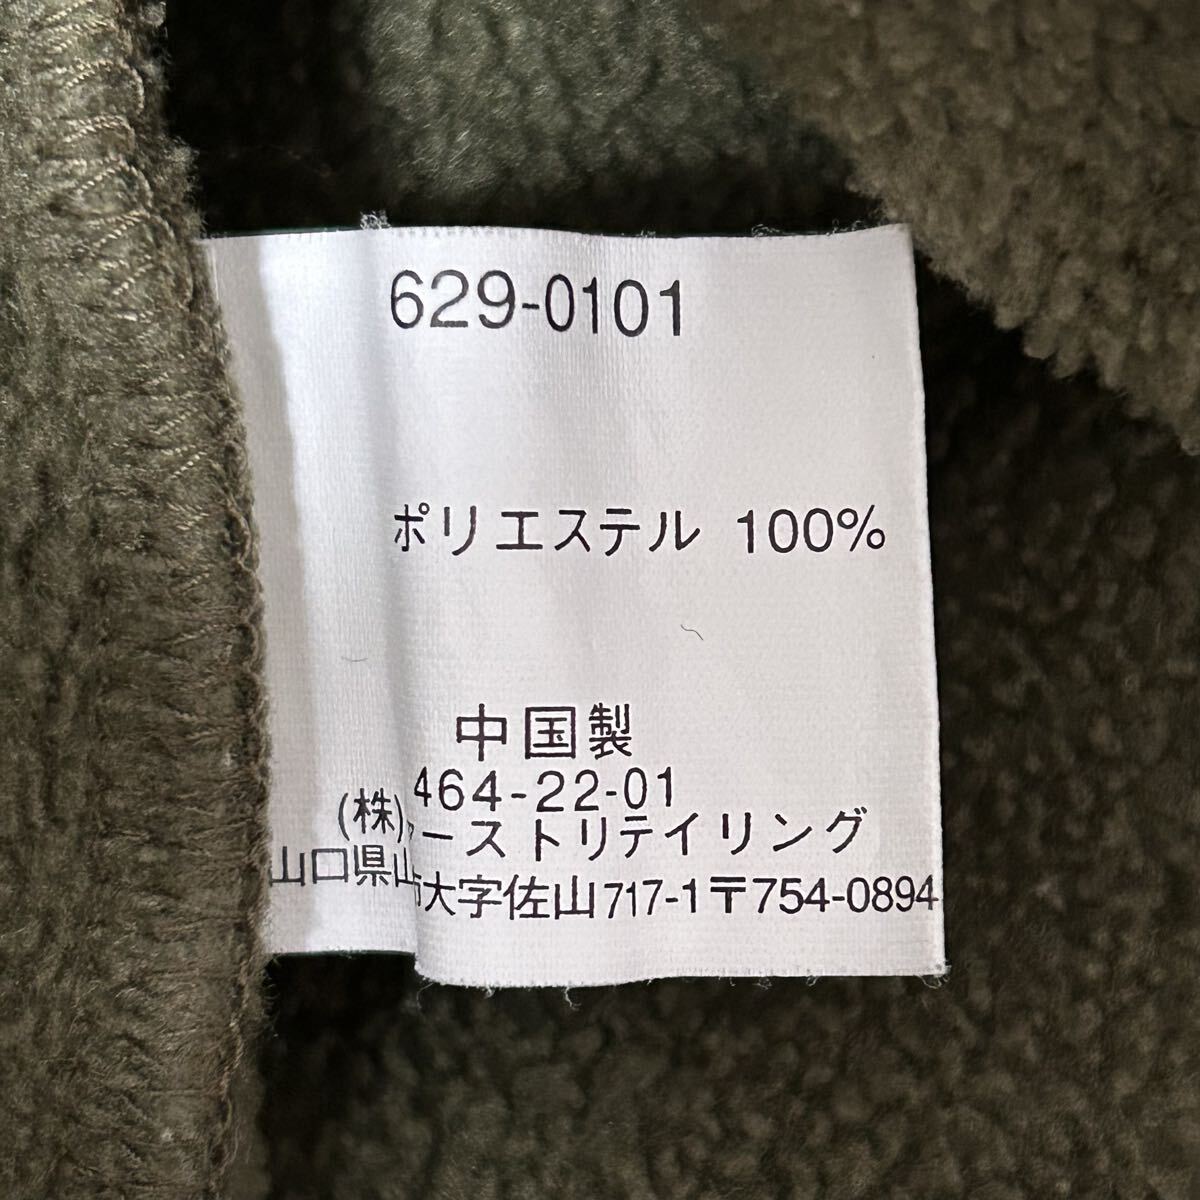 629-0101
ポリエステル 100%
中国製
464-22-01
(株) ーストリテイリング
山口県山 市大字佐山717-1〒754-0894